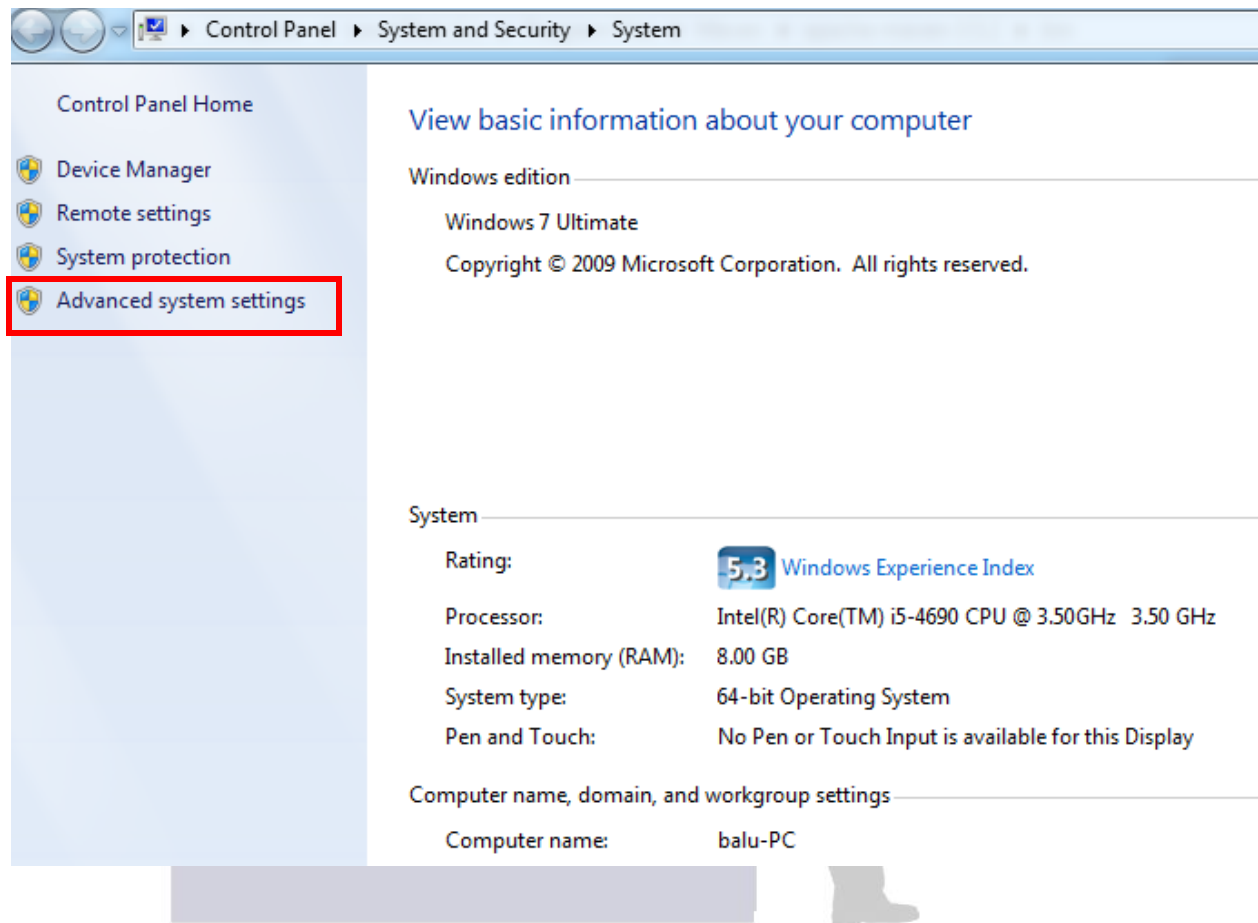 Control Panel ▸ System and Security ▸ System
Control Panel Home
Device Manager
Remote settings
System protection
Advanced system settings
View basic information about your computer
Windows edition
Windows 7 Ultimate
Copyright © 2009 Microsoft Corporation. All rights reserved.
System
Rating: 5,3 Windows Experience Index
Processor: Intel(R) Core(TM) i5-4690 CPU @ 3.50GHz 3.50 GHz
Installed memory (RAM): 8.00 GB
System type: 64-bit Operating System
Pen and Touch: No Pen or Touch Input is available for this Display
Computer name, domain, and workgroup settings
Computer name: balu-PC